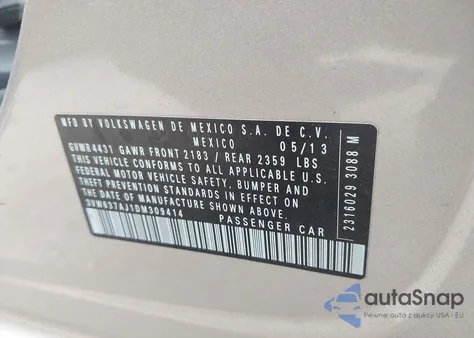 MFD BY VOLKSWAGEN DE MEXICO S.A. DE C.V.
MEXICO 05/13
GVWR 4431 GAWR FRONT 2183 / REAR 2359 LBS
THIS VEHICLE CONFORMS TO ALL APPLICABLE U.S.
FEDERAL MOTOR VEHICLE SAFETY, BUMPER AND
THEFT PREVENTION STANDARDS IN EFFECT ON
THE DATE OF MANUFACTURE SHOWN ABOVE.
3VW637AJ1DM309414
PASSENGER CAR
2316029 3088 M
autoSnap
Pewne auta z aukcji USA i EU